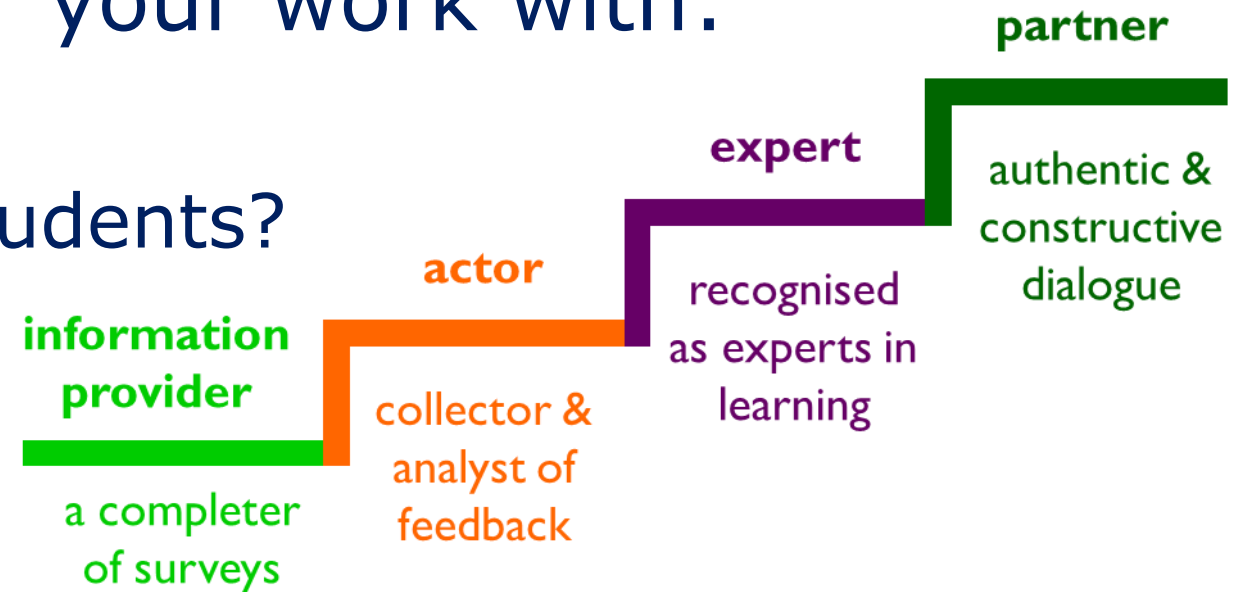 your work with:
udents?
information
provider
a completer
of surveys
actor
collector &
analyst of
feedback
expert
recognised
as experts in
learning
partner
authentic &
constructive
dialogue